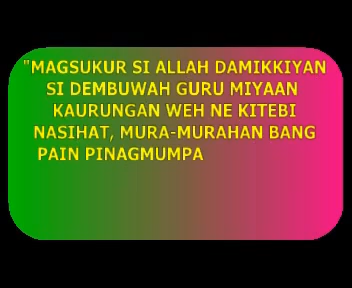 "MAGSUKUR SI ALLAH DAMIKKIYAN
SI DEMBUWAH GURU MIYAAN
KAURUNGAN WEH NE KITEBI
NASIHAT, MURA-MURAHAN BANG
PAIN PINAGMUMPA